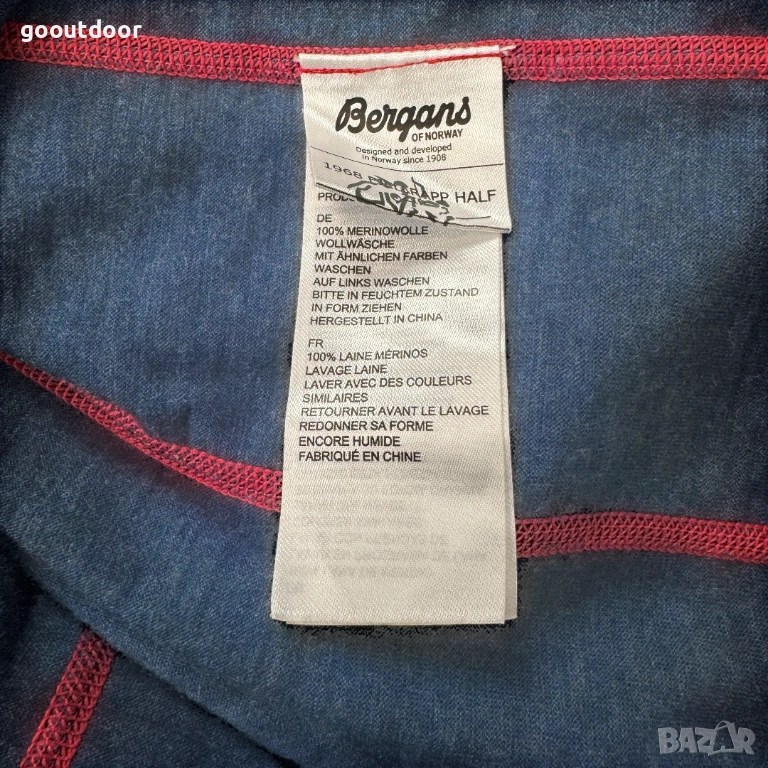 gooutdoor
Bergans
OF NORWAY
Designed and developed
in Norway since 1908
1968 HALF
DE
100% MERINOWOLLE
WOLLWÄSCHE
MIT ÄHNLICHEN FARBEN
WASCHEN
AUF LINKS WASCHEN
BITTE IN FEUCHTEM ZUSTAND
IN FORM ZIEHEN
HERGESTELLT IN CHINA
FR
100% LAINE MÉRINOS
LAVAGE LAINE
LAVER AVEC DES COULEURS
SIMILAIRES
RETOURNER AVANT LE LAVAGE
REDONNER SA FORME
ENCORE HUMIDE
FABRIQUÉ EN CHINE
BAZAR